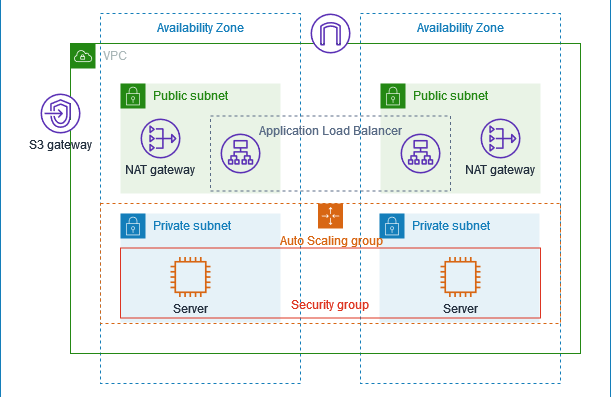 Availability Zone
Availability Zone
VPC
Public subnet
Public subnet
Application Load Balancer
S3 gateway
NAT gateway
NAT gateway
Private subnet
Private subnet
Auto Scaling group
Security group
Server
Server